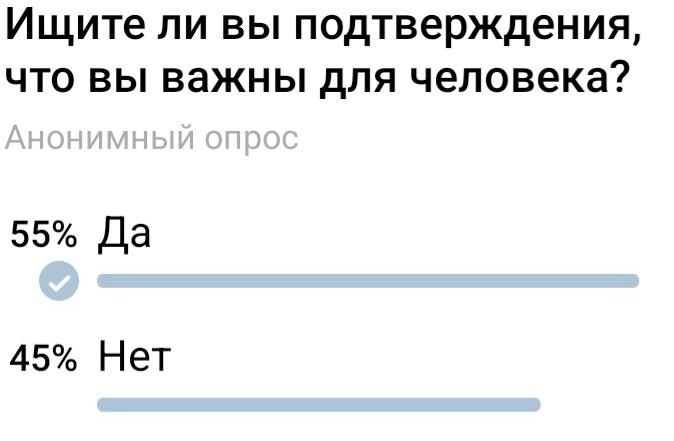 Ищите ли вы подтверждения,
что вы важны для человека?
Анонимный опрос
55% Да
45% Нет